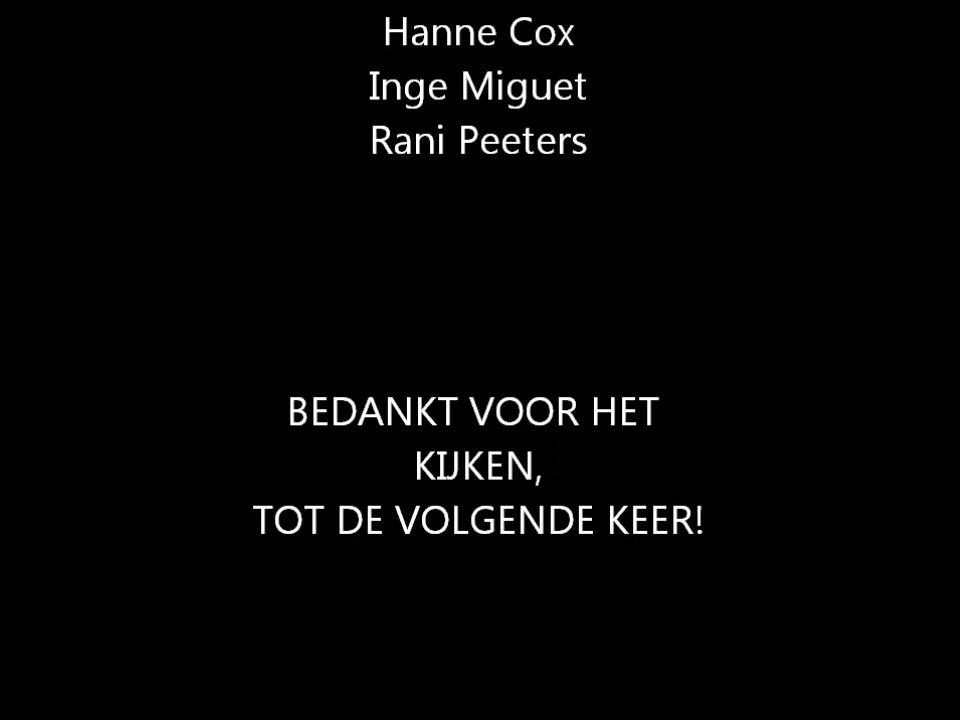 Hanne Cox
Inge Miguet
Rani Peeters
BEDANKT VOOR HET
KIJKEN,
TOT DE VOLGENDE KEER!